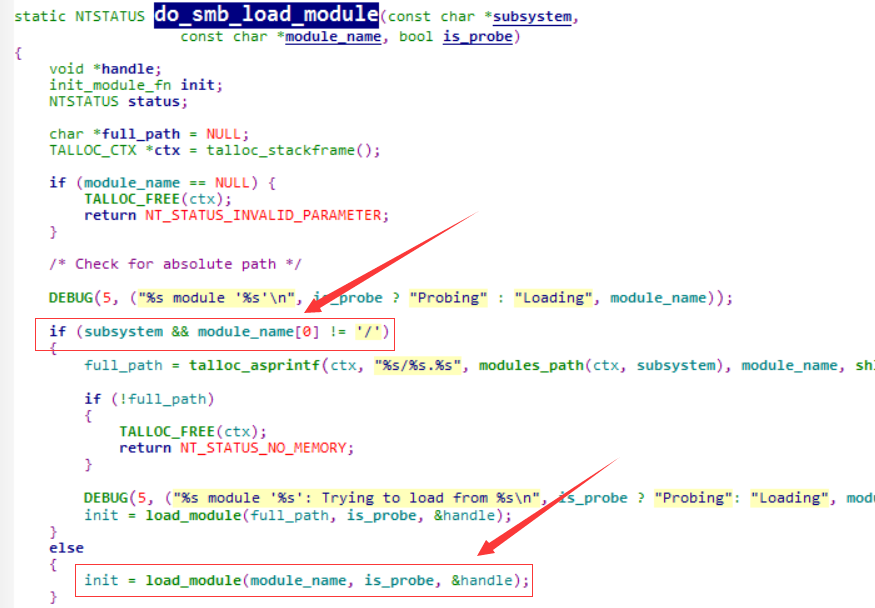 static NTSTATUS do_smb_load_module(const char *subsystem,
const char *module_name, bool is_probe)
{
void *handle;
init_module_fn init;
NTSTATUS status;
char *full_path = NULL;
TALLOC_CTX *ctx = talloc_stackframe();
if (module_name == NULL) {
TALLOC_FREE(ctx);
return NT_STATUS_INVALID_PARAMETER;
}
/* Check for absolute path */
DEBUG(5, ("%s module '%s'\n", is_probe ? "Probing" : "Loading", module_name));
if (subsystem && module_name[0] != '/')
{
full_path = talloc_asprintf(ctx, "%s/%s.%s", modules_path(ctx, subsystem), module_name, shl
if (!full_path)
{
TALLOC_FREE(ctx);
return NT_STATUS_NO_MEMORY;
}
DEBUG(5, ("%s module '%s': Trying to load from %s\n", is_probe ? "Probing": "Loading", modu
init = load_module(full_path, is_probe, &handle);
}
else
{
init = load_module(module_name, is_probe, &handle);
}